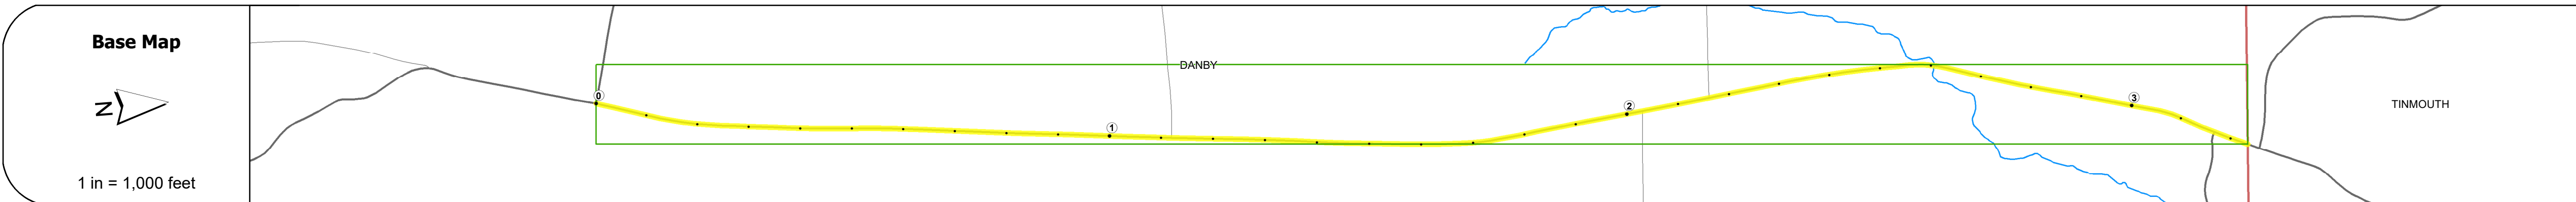 Base Map
N
1 in = 1,000 feet
DANBY
0
1
2
3
TINMOUTH